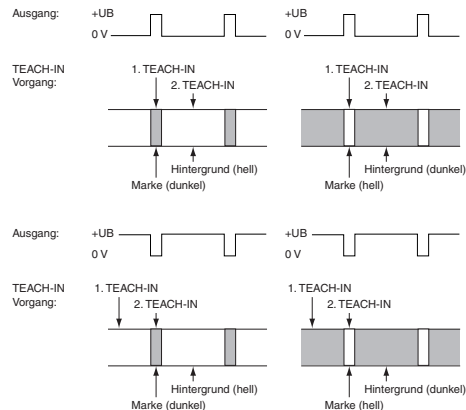 Ausgang: +UB +UB
0 V 0 V
TEACH-IN 1. TEACH-IN 1. TEACH-IN
Vorgang: 2. TEACH-IN 2. TEACH-IN
Hintergrund (hell) Hintergrund (dunkel)
Marke (dunkel) Marke (hell)
Ausgang: +UB +UB
0 V 0 V
TEACH-IN 1. TEACH-IN 1. TEACH-IN
Vorgang: 2. TEACH-IN 2. TEACH-IN
Hintergrund (hell) Hintergrund (dunkel)
Marke (dunkel) Marke (hell)